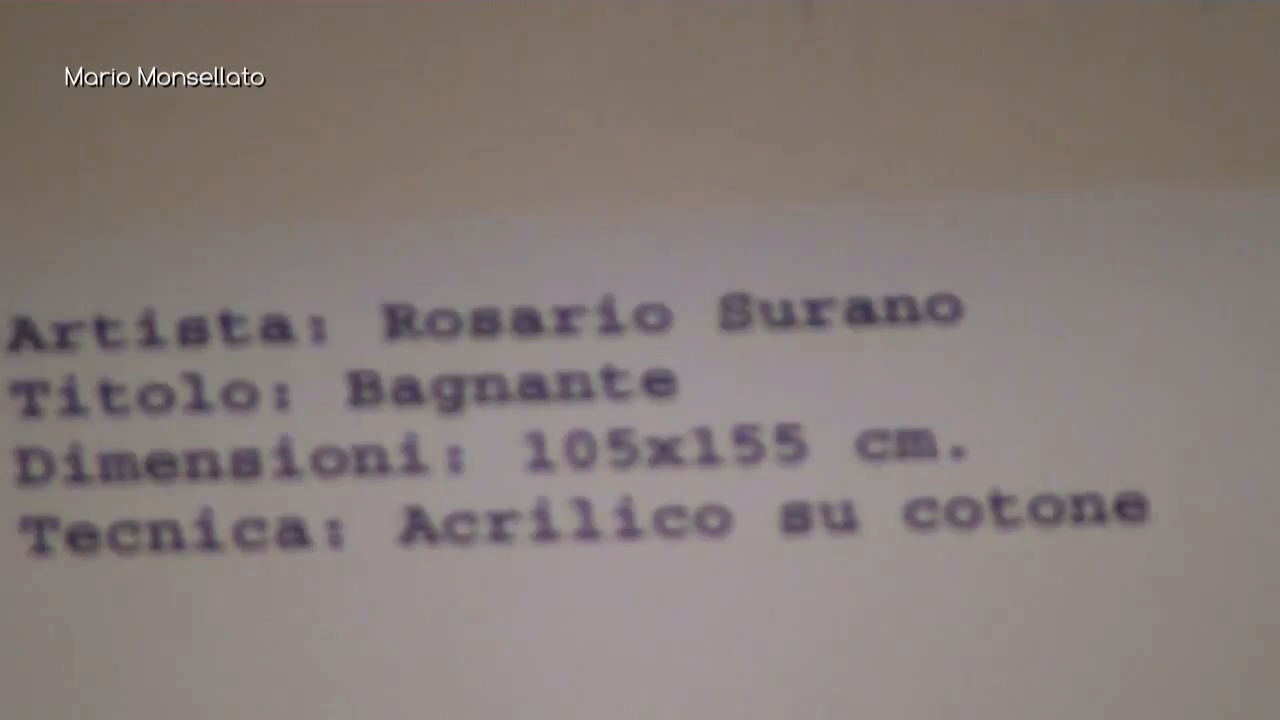 Mario Monsellato
Artista: Rosario Surano
Titolo: Bagnante
Dimensioni: 105x155 cm.
Tecnica: Acrilico su cotone